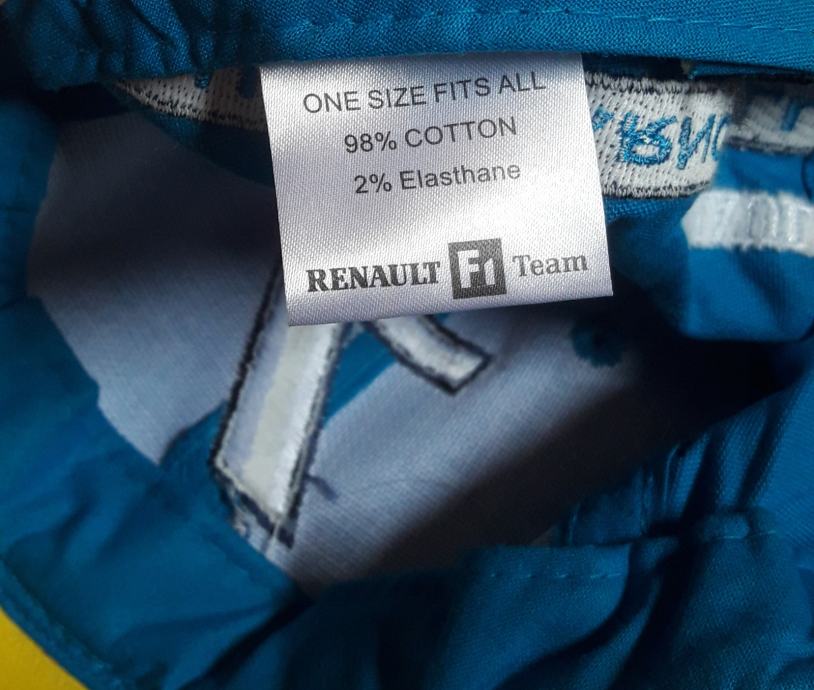 ONE SIZE FITS ALL
98% COTTON
2% Elasthane
RENAULT F1 Team